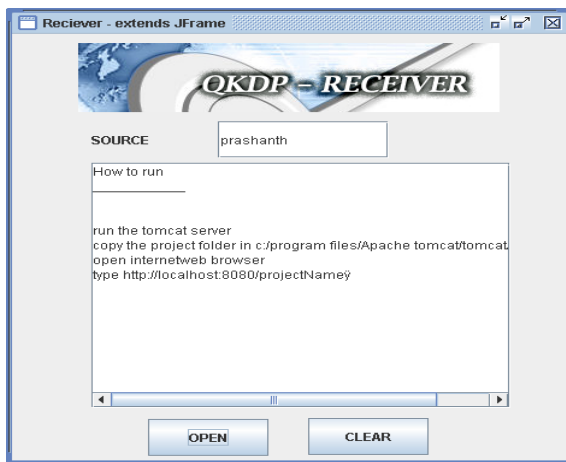 Reciever - extends JFrame
QKDP – RECEIVER
SOURCE
prashanth
How to run
_____________
run the tomcat server
copy the project folder in c:/program files/Apache tomcat/tomcat.
open internetweb browser
type http://localhost:8080/projectNameÿ
OPEN
CLEAR